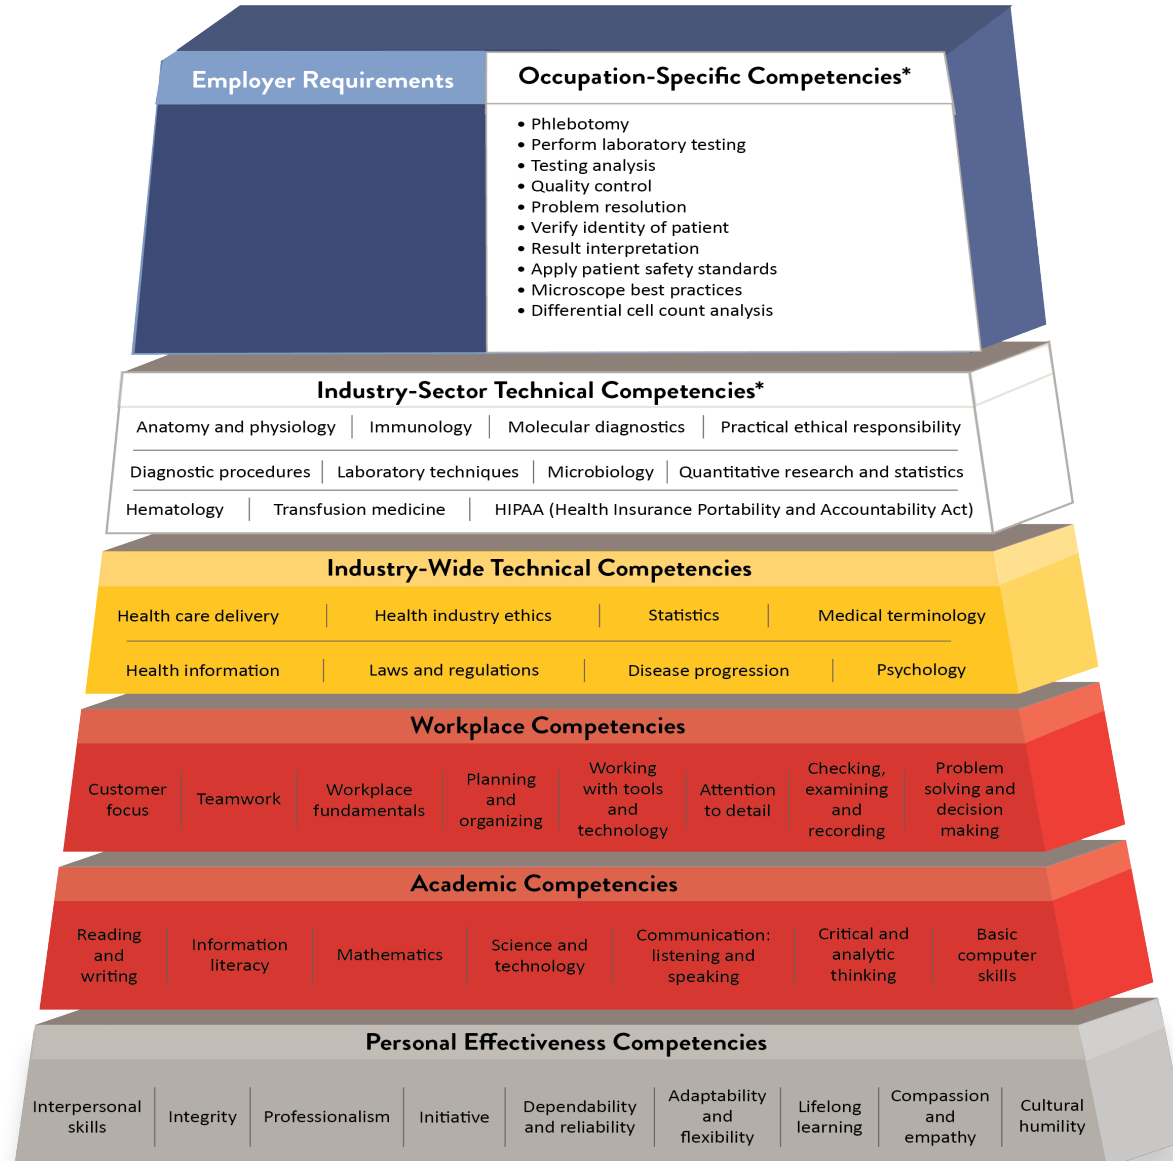 Employer Requirements
Occupation-Specific Competencies*
• Phlebotomy
• Perform laboratory testing
• Testing analysis
• Quality control
• Problem resolution
• Verify identity of patient
• Result interpretation
• Apply patient safety standards
• Microscope best practices
• Differential cell count analysis
Industry-Sector Technical Competencies*
Anatomy and physiology | Immunology | Molecular diagnostics | Practical ethical responsibility
Diagnostic procedures | Laboratory techniques | Microbiology | Quantitative research and statistics
Hematology | Transfusion medicine | HIPAA (Health Insurance Portability and Accountability Act)
Industry-Wide Technical Competencies
Health care delivery | Health industry ethics | Statistics | Medical terminology
Health information | Laws and regulations | Disease progression | Psychology
Workplace Competencies
Customer
focus
Teamwork
Workplace
fundamentals
Planning
and
organizing
Working
with tools
and
technology
Attention
to detail
Checking,
examining
and
recording
Problem
solving and
decision
making
Academic Competencies
Reading
and
writing
Information
literacy
Mathematics
Science and
technology
Communication:
listening and
speaking
Critical and
analytic
thinking
Basic
computer
skills
Personal Effectiveness Competencies
Interpersonal
skills
Integrity
Professionalism
Initiative
Dependability
and reliability
Adaptability
and
flexibility
Lifelong
learning
Compassion
and
empathy
Cultural
humility